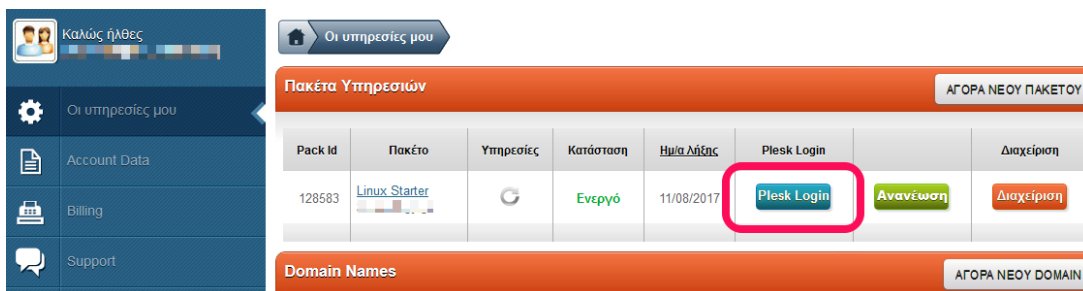 Καλώς ήλθες
Οι υπηρεσίες μου
Account Data
Billing
Support
Οι υπηρεσίες μου
Πακέτα Υπηρεσιών
ΑΓΟΡΑ ΝΕΟΥ ΠΑΚΕΤΟΥ
Pack Id Πακέτο Υπηρεσίες Κατάσταση Ημ/α Λήξης Plesk Login Διαχείριση
128583 Linux Starter Ενεργό 11/08/2017 Plesk Login Ανανέωση Διαχείριση
Domain Names
ΑΓΟΡΑ ΝΕΟΥ DOMAIN